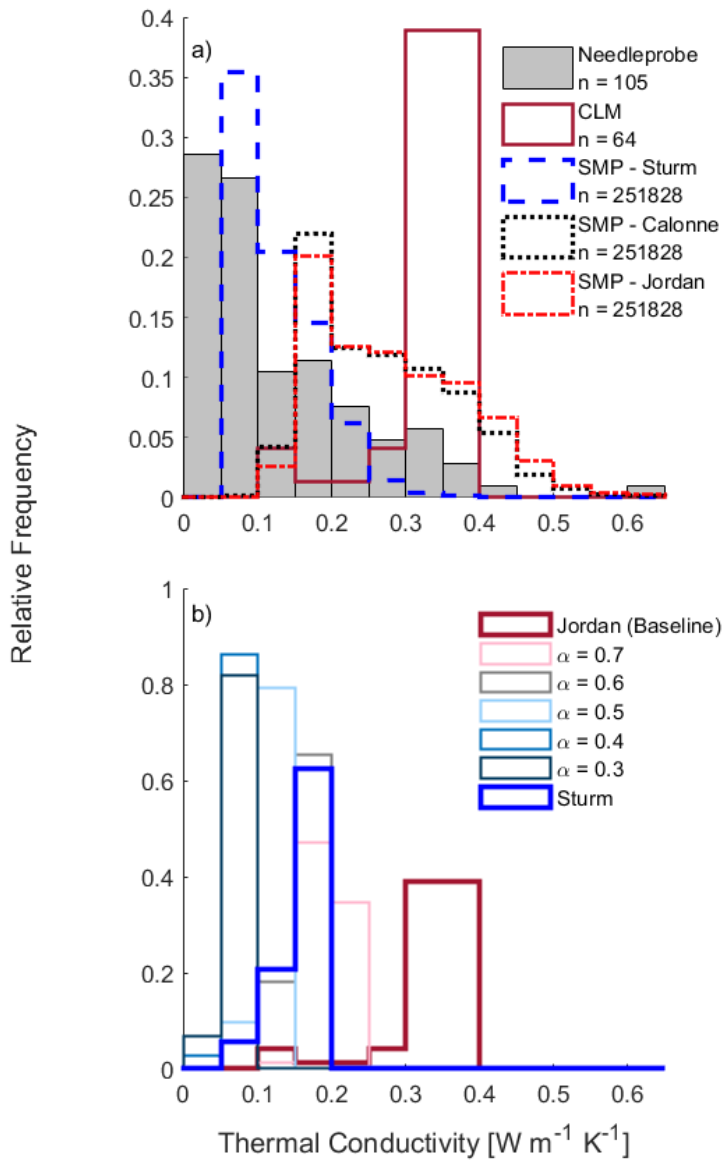 0.4
a)
Needleprobe
n = 105
0.35
CLM
n = 64
0.3
SMP - Sturm
n = 251828
0.25
SMP - Calonne
n = 251828
0.2
SMP - Jordan
n = 251828
0.15
0.1
0.05
0
0 0.1 0.2 0.3 0.4 0.5 0.6
Relative Frequency
1
b)
Jordan (Baseline)
α = 0.7
α = 0.6
0.8
α = 0.5
α = 0.4
α = 0.3
0.6
Sturm
0.4
0.2
0
0 0.1 0.2 0.3 0.4 0.5 0.6
Thermal Conductivity [W m⁻¹ K⁻¹]